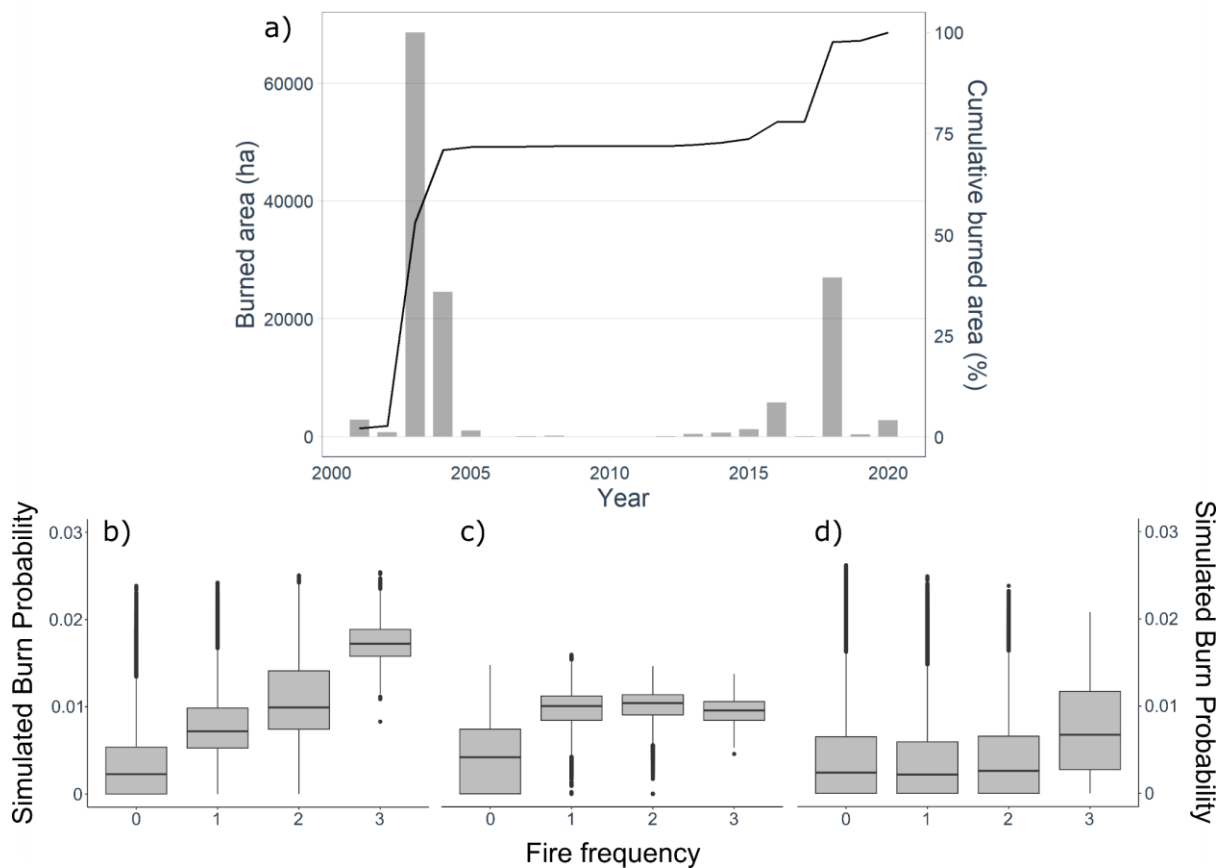 a)
60000
40000
20000
0
Burned area (ha)
100
75
50
25
0
Cumulative burned area (%)
2000 2005 2010 2015 2020
Year
b) c) d)
Simulated Burn Probability
0.03
0.02
0.01
0
0.03
0.02
0.01
0
Simulated Burn Probability
0 1 2 3 0 1 2 3 0 1 2 3
Fire frequency